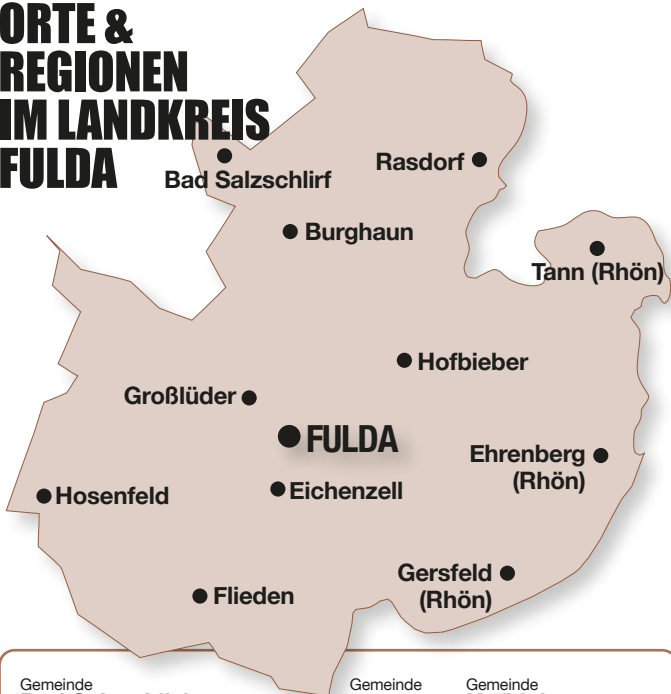 ORTE &
REGIONEN
IM LANDKREIS
FULDA
Rasdorf
Bad Salzschlirf
Burghaun
Tann (Rhön)
Hofbieber
Großlüder
FULDA
Ehrenberg
(Rhön)
Hosenfeld
Eichenzell
Gersfeld
(Rhön)
Flieden
Gemeinde
Gemeinde
Gemeinde